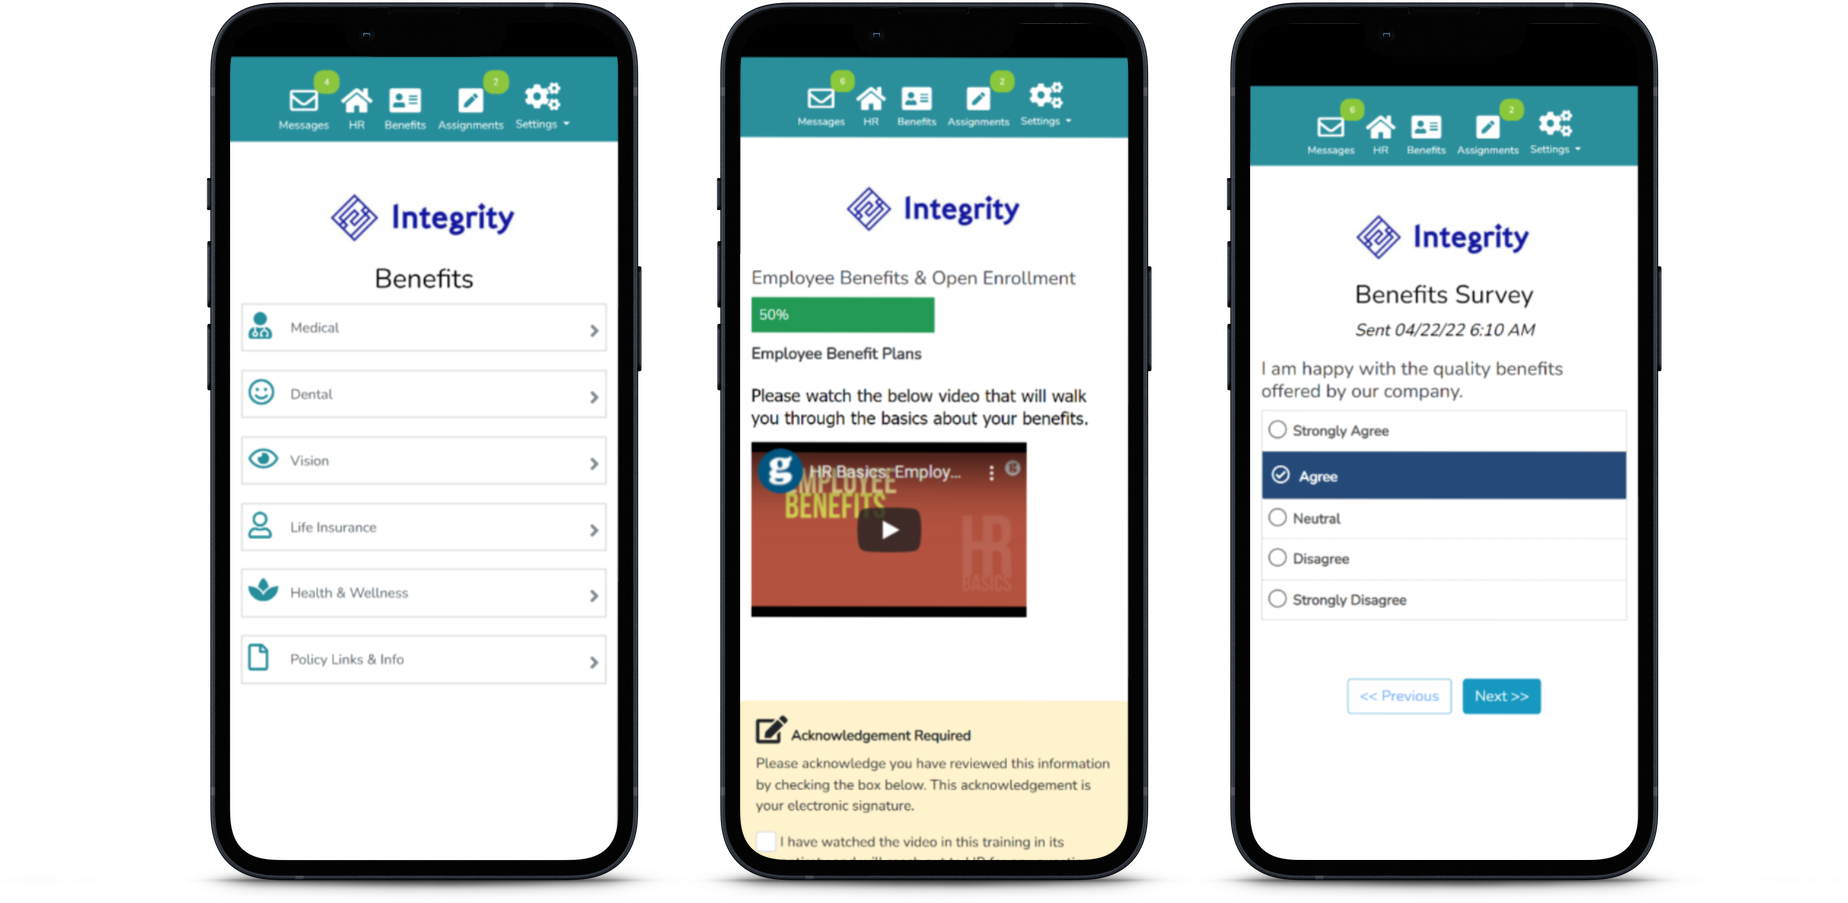 4
2
Messages HR Benefits Assignments Settings
Integrity
Benefits
Medical
Dental
Vision
Life Insurance
Health & Wellness
Policy Links & Info
6
2
Messages HR Benefits Assignments Settings
Integrity
Employee Benefits & Open Enrollment
50%
Employee Benefit Plans
Please watch the below video that will walk
you through the basics about your benefits.
g HR Basics: Employ...
EMPLOYEE
BENEFITS
HR
BASICS
Acknowledgement Required
Please acknowledge you have reviewed this information
by checking the box below. This acknowledgement is
your electronic signature.
I have watched the video in this training in its
6
2
Messages HR Benefits Assignments Settings
Integrity
Benefits Survey
Sent 04/22/22 6:10 AM
I am happy with the quality benefits
offered by our company.
Strongly Agree
Agree
Neutral
Disagree
Strongly Disagree
<< Previous Next >>